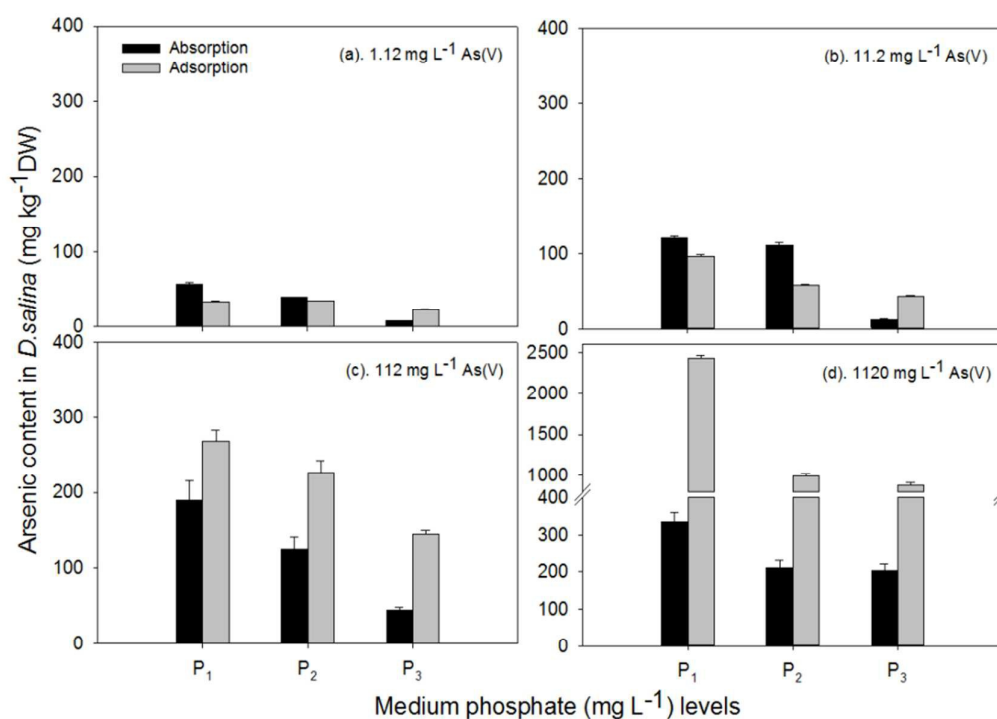 Arsenic content in D.salina (mg kg-1DW)
400
300
200
100
0
Absorption
Adsorption
(a). 1.12 mg L-1 As(V)
400
300
200
100
0
(b). 11.2 mg L-1 As(V)
400
300
200
100
0
(c). 112 mg L-1 As(V)
P1 P2 P3
2500
2000
1500
1000
400
300
200
100
0
(d). 1120 mg L-1 As(V)
P1 P2 P3
Medium phosphate (mg L-1) levels